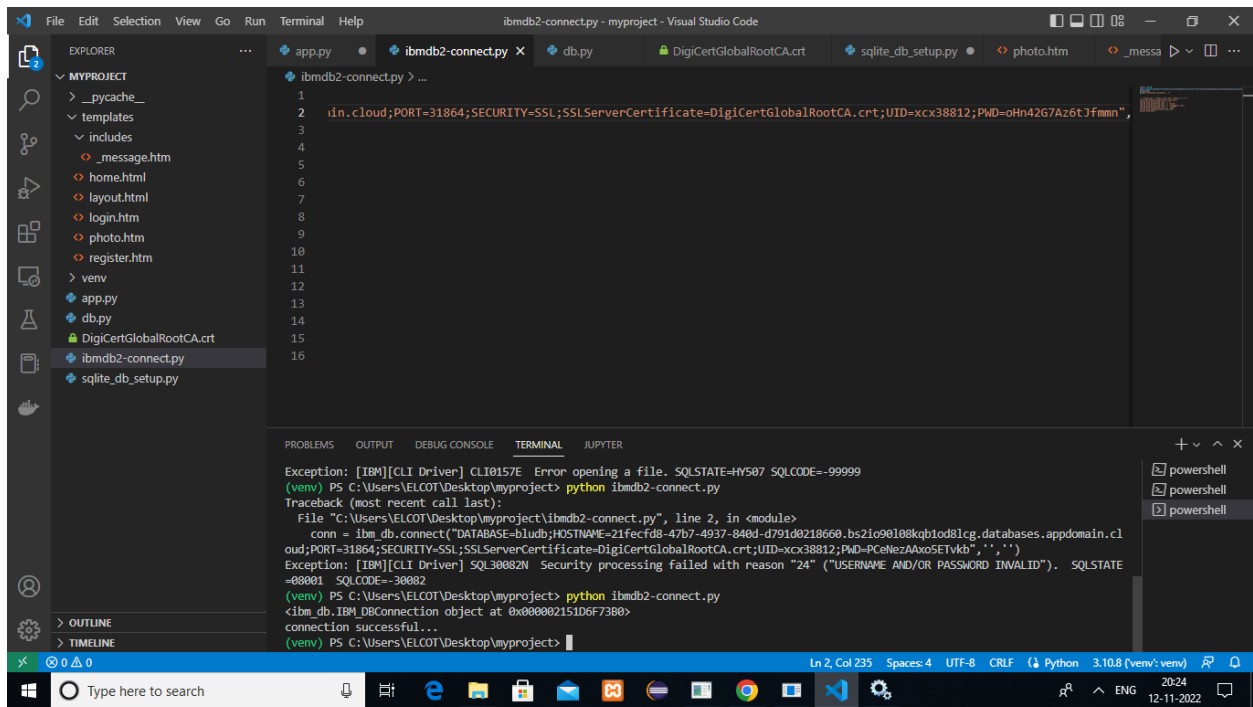 File Edit Selection View Go Run Terminal Help ibmdb2-connect.py - myproject - Visual Studio Code
EXPLORER
app.py ibmdb2-connect.py db.py DigiCertGlobalRootCA.crt sqlite_db_setup.py photo.htm _messa
MYPROJECT
__pycache__
templates
includes
_message.htm
home.html
layout.html
login.htm
photo.htm
register.htm
venv
app.py
db.py
DigiCertGlobalRootCA.crt
ibmdb2-connect.py
sqlite_db_setup.py
OUTLINE
TIMELINE
2
ibmdb2-connect.py > ...
1
2 in.cloud;PORT=31864;SECURITY=SSL;SSLServerCertificate=DigiCertGlobalRootCA.crt;UID=xcx38812;PWD=oHn42G7Az6tJfmmn",
3
4
5
6
7
8
9
10
11
12
13
14
15
16
PROBLEMS OUTPUT DEBUG CONSOLE TERMINAL JUPYTER
Exception: [IBM][CLI Driver] CLI0157E Error opening a file. SQLSTATE=HY507 SQLCODE=-99999
(venv) PS C:\Users\ELCOT\Desktop\myproject> python ibmdb2-connect.py
Traceback (most recent call last):
File "C:\Users\ELCOT\Desktop\myproject\ibmdb2-connect.py", line 2, in <module>
conn = ibm_db.connect("DATABASE=bludb;HOSTNAME=21fecfd8-47b7-4937-840d-d791d0218660.bs2io90l08kqb1od8lcg.databases.appdomain.cl
oud;PORT=31864;SECURITY=SSL;SSLServerCertificate=DigiCertGlobalRootCA.crt;UID=xcx38812;PWD=PCeNezAAxo5ETvkb",'','')
Exception: [IBM][CLI Driver] SQL30082N Security processing failed with reason "24" ("USERNAME AND/OR PASSWORD INVALID"). SQLSTATE
=08001 SQLCODE=-30082
(venv) PS C:\Users\ELCOT\Desktop\myproject> python ibmdb2-connect.py
<ibm_db.IBM_DBConnection object at 0x000002151D6F73B0>
connection successful...
(venv) PS C:\Users\ELCOT\Desktop\myproject>
powershell
powershell
powershell
0 0 Ln 2, Col 235 Spaces: 4 UTF-8 CRLF Python 3.10.8 ('venv': venv)
Type here to search ENG 20:24
12-11-2022